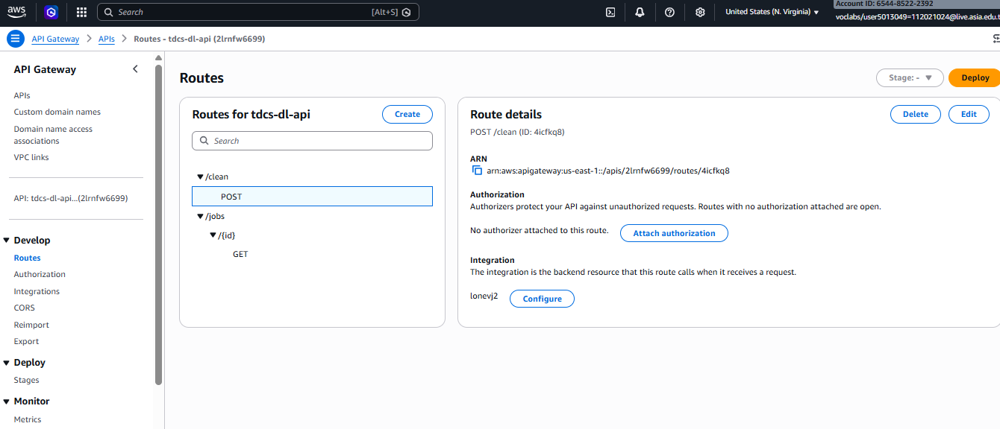 aws
Search
[Alt+S]
United States (N. Virginia)
Account ID: 6544-8522-2392
voclabs/user5013049=112021024@live.asia.edu.t
API Gateway
APIs
Routes - tdcs-dl-api (2lrnfw6699)
API Gateway
APIs
Custom domain names
Domain name access
associations
VPC links
API: tdcs-dl-api...(2lrnfw6699)
Develop
Routes
Authorization
Integrations
CORS
Reimport
Export
Deploy
Stages
Monitor
Metrics
Routes
Stage: -
Deploy
Routes for tdcs-dl-api
Create
Search
/clean
POST
/jobs
/{id}
GET
Route details
Delete
Edit
POST /clean (ID: 4icfkq8)
ARN
arn:aws:apigateway:us-east-1::/apis/2lrnfw6699/routes/4icfkq8
Authorization
Authorizers protect your API against unauthorized requests. Routes with no authorization attached are open.
No authorizer attached to this route.
Attach authorization
Integration
The integration is the backend resource that this route calls when it receives a request.
lonevj2
Configure